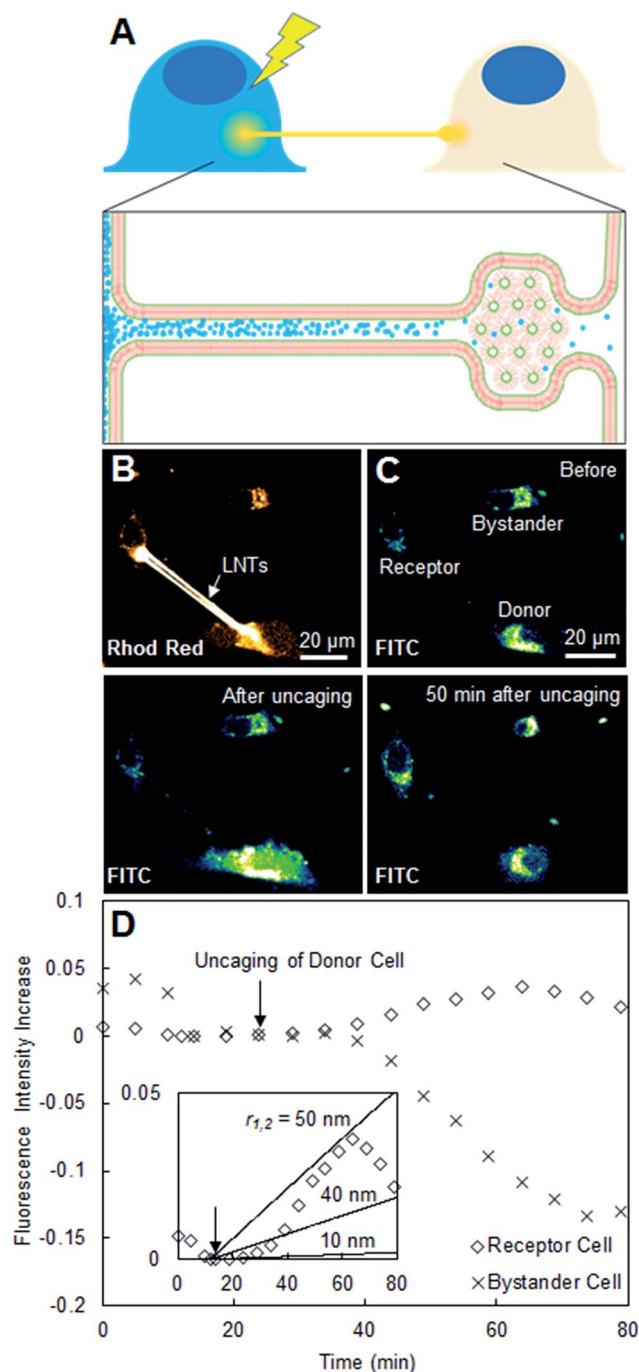 A
B
LNTs
Rhod Red
20 µm
C
Before
Bystander
Receptor
Donor
FITC
20 µm
After uncaging
FITC
50 min after uncaging
FITC
D
Uncaging of Donor Cell
Fluorescence Intensity Increase
0.1
0.05
0
-0.05
-0.1
-0.15
-0.2
0.05
0
r1,2 = 50 nm
40 nm
10 nm
0 20 40 60 80
Receptor Cell
Bystander Cell
0 20 40 60 80
Time (min)